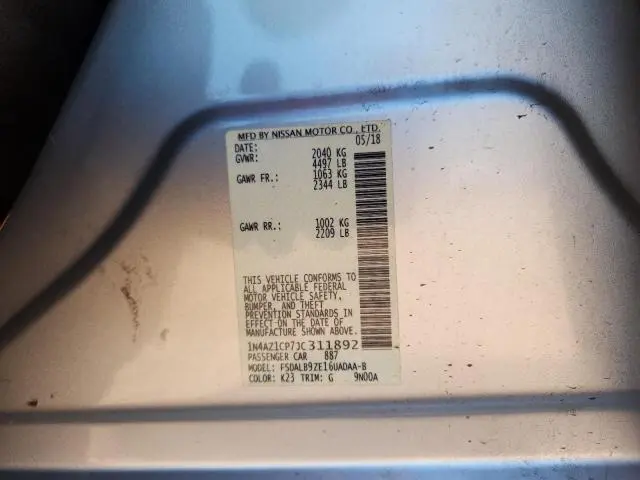 MFD BY NISSAN MOTOR CO., LTD.
DATE: 05/18
GVWR: 2040 KG
4497 LB
GAWR FR.: 1063 KG
2344 LB
GAWR RR.: 1002 KG
2209 LB
THIS VEHICLE CONFORMS TO
ALL APPLICABLE FEDERAL
MOTOR VEHICLE SAFETY,
BUMPER, AND THEFT
PREVENTION STANDARDS IN
EFFECT ON THE DATE OF
MANUFACTURE SHOWN ABOVE.
1N4AZ1CP7JC311892
PASSENGER CAR 887
MODEL: FSDALB9ZE16UADAA-B
COLOR: K23 TRIM: G 9N00A